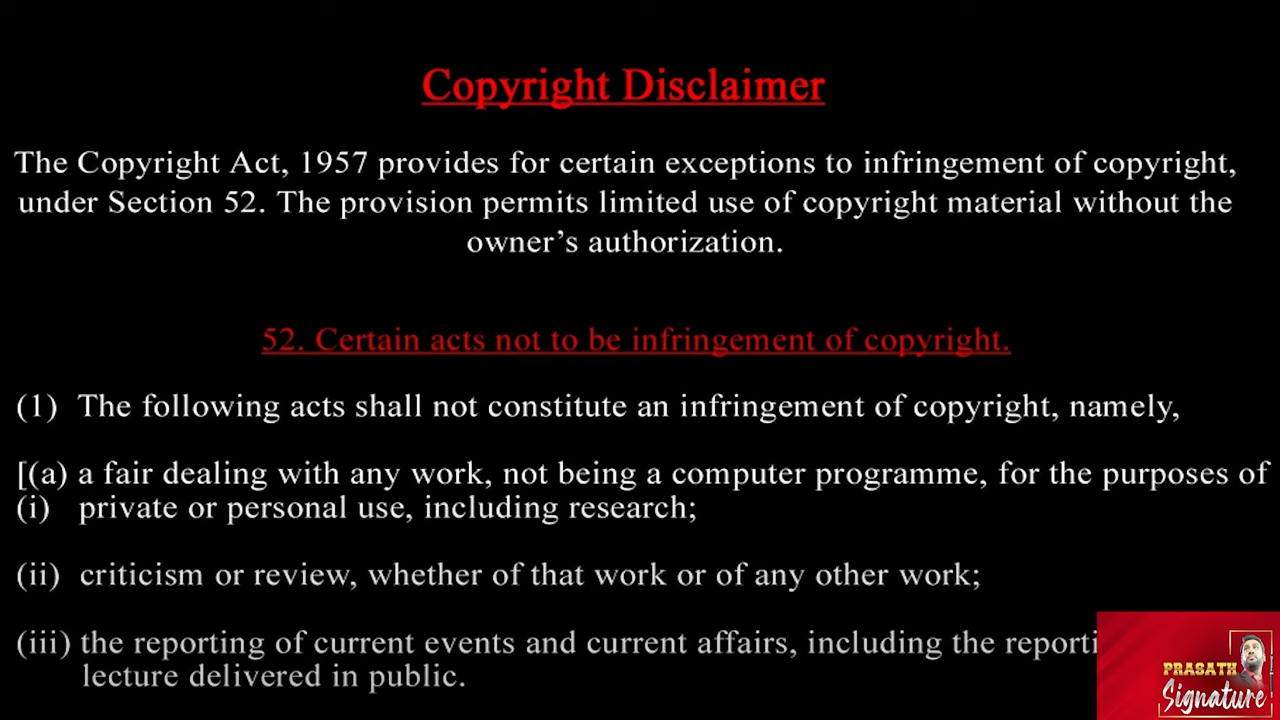 Copyright Disclaimer
The Copyright Act, 1957 provides for certain exceptions to infringement of copyright,
under Section 52. The provision permits limited use of copyright material without the
owner’s authorization.
52. Certain acts not to be infringement of copyright.
(1) The following acts shall not constitute an infringement of copyright, namely,
[(a) a fair dealing with any work, not being a computer programme, for the purposes of
(i) private or personal use, including research;
(ii) criticism or review, whether of that work or of any other work;
(iii) the reporting of current events and current affairs, including the reporti
lecture delivered in public.
PRASATH
Signature